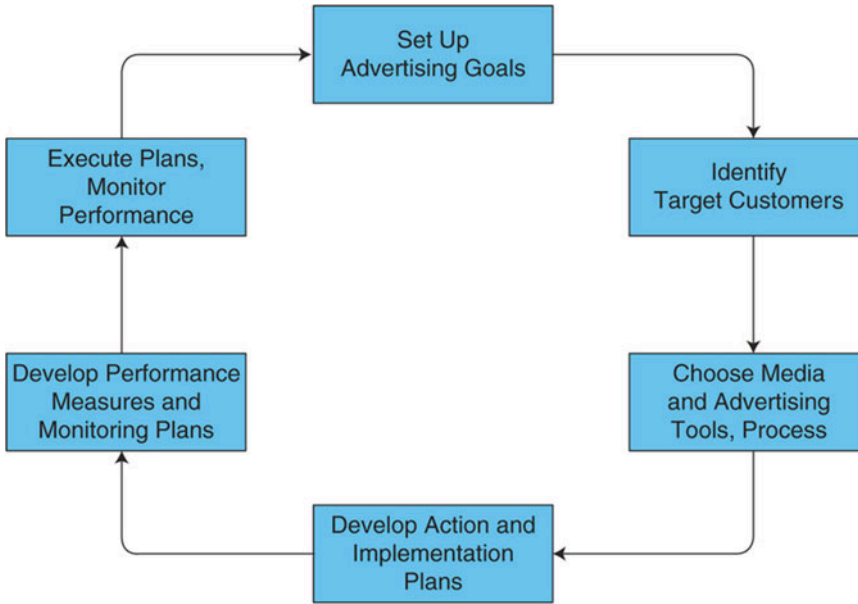 Set Up
Advertising Goals
Identify
Target Customers
Choose Media
and Advertising
Tools, Process
Develop Action and
Implementation
Plans
Develop Performance
Measures and
Monitoring Plans
Execute Plans,
Monitor
Performance